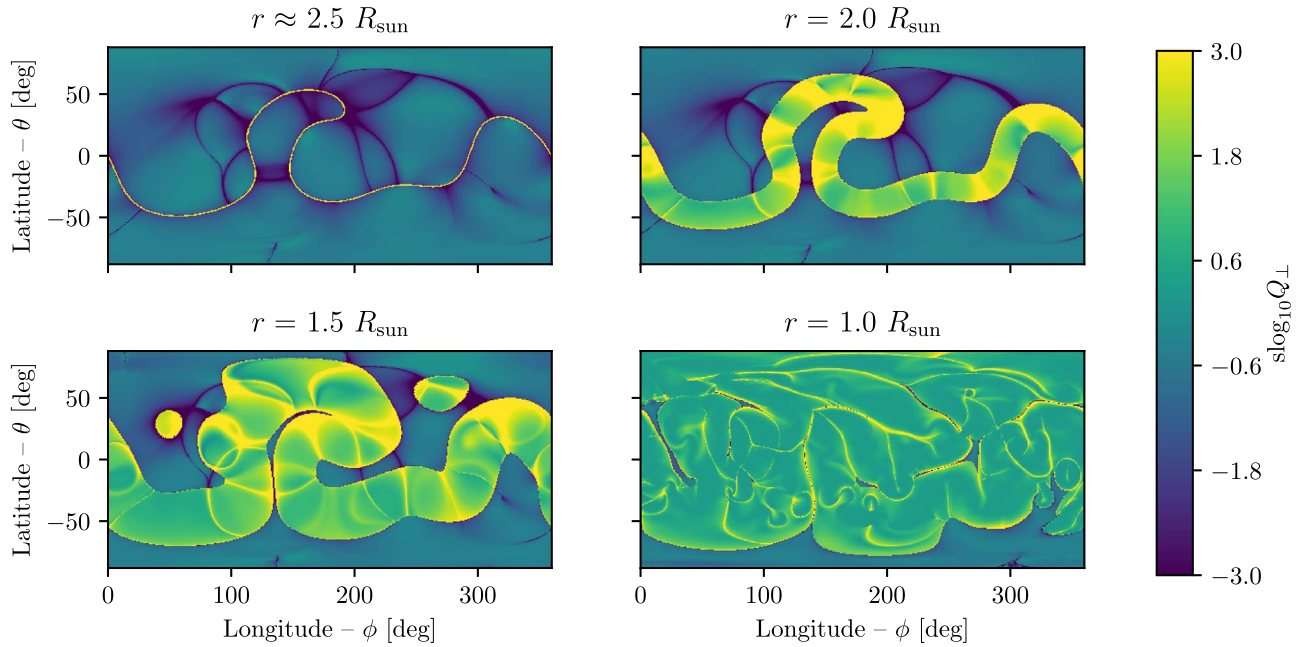 r ≈ 2.5 R_sun
r = 2.0 R_sun
Latitude – θ [deg]
50
0
−50
3.0
1.8
0.6
−0.6
−1.8
−3.0
slog₁₀Q⊥
r = 1.5 R_sun
r = 1.0 R_sun
Latitude – θ [deg]
50
0
−50
0
100
200
300
0
100
200
300
Longitude – ϕ [deg]
Longitude – ϕ [deg]